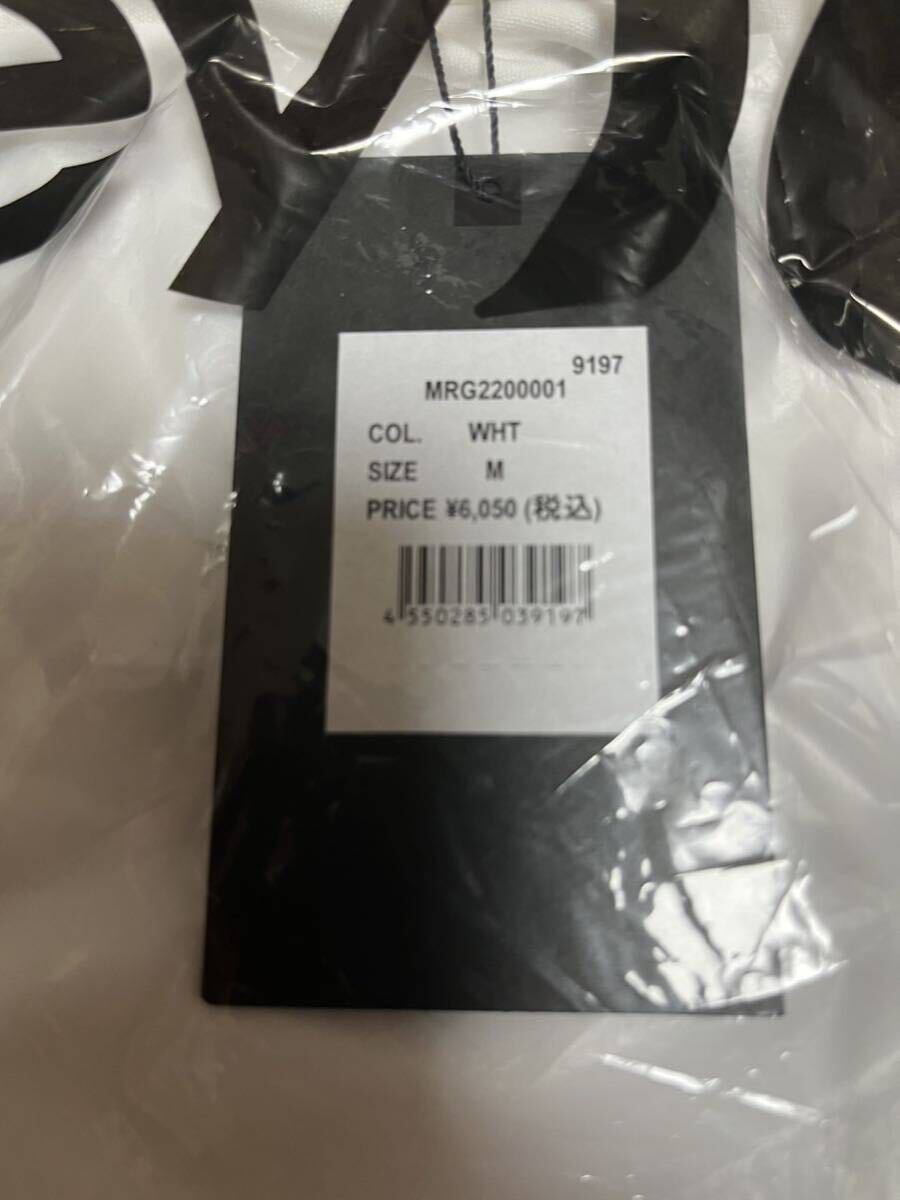 9197
MRG2200001
COL. WHT
SIZE M
PRICE ¥6,050 (税込)
4 550285 039197